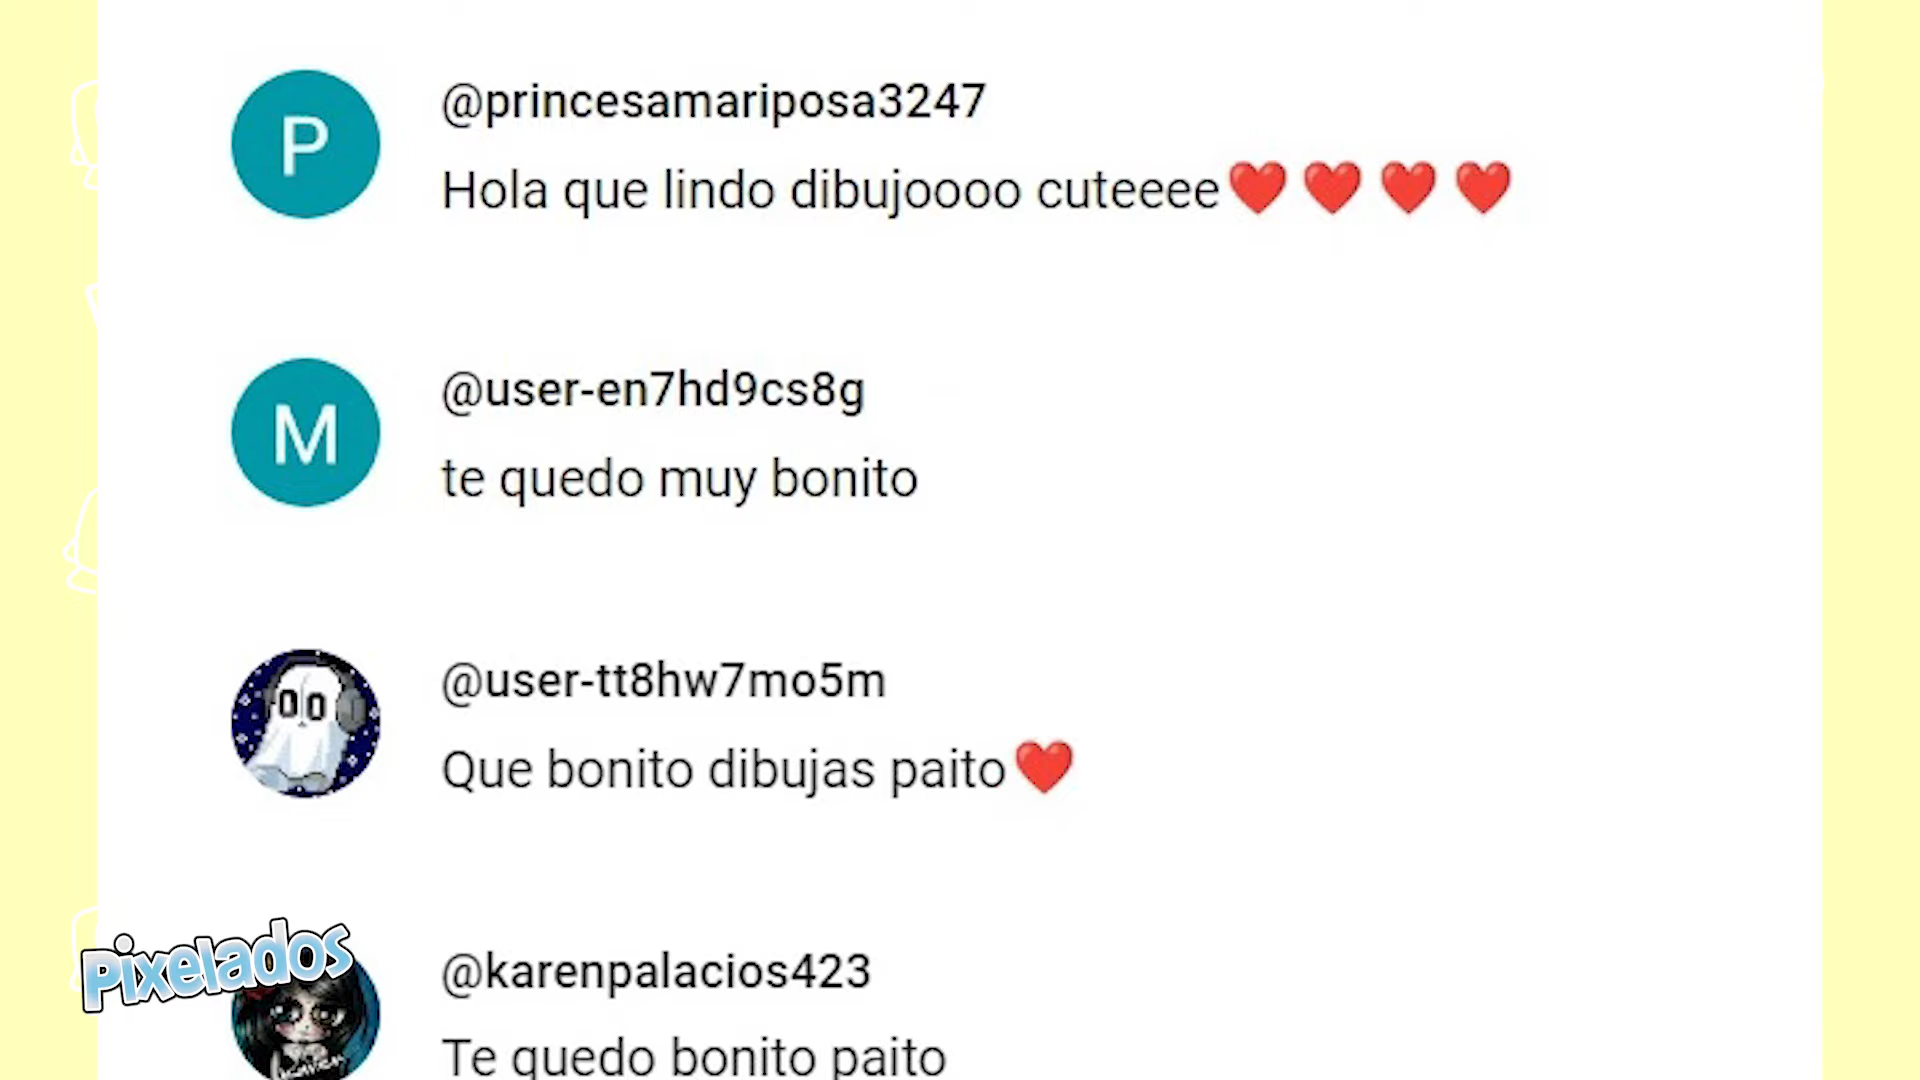 P
@princesamariposa3247
Hola que lindo dibujoooo cuteeee❤️❤️❤️❤️
M
@user-en7hd9cs8g
te quedo muy bonito
@user-tt8hw7mo5m
Que bonito dibujas paito❤️
Pixelados
@karenpalacios423
Te quedo bonito paito